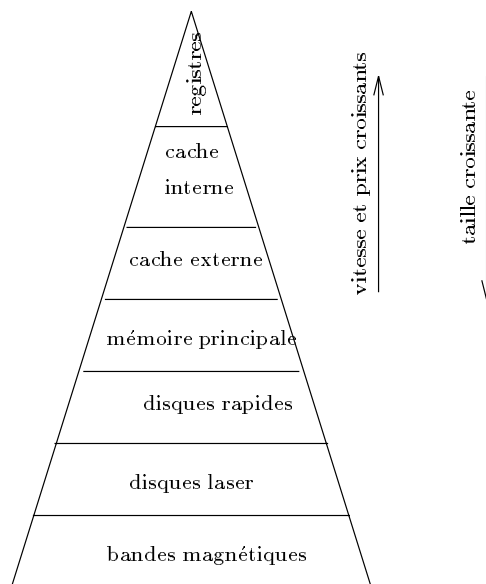 registres
cache
interne
cache externe
mémoire principale
disques rapides
disques laser
bandes magnétiques
vitesse et prix croissants
taille croissante